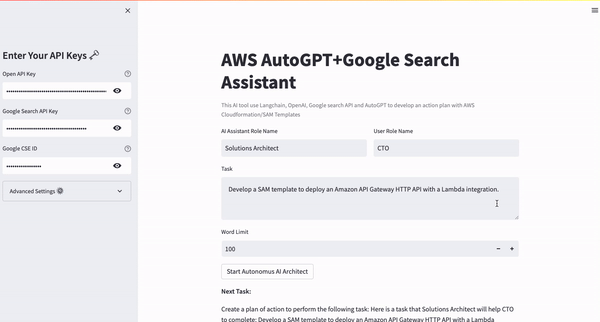 Enter Your API Keys
Open API Key
Google Search API Key
Google CSE ID
Advanced Settings
AWS AutoGPT+Google Search
Assistant
This AI tool use Langchain, OpenAI, Google search API and AutoGPT to develop an action plan with AWS
Cloudformation/SAM Templates
AI Assistant Role Name
User Role Name
Solutions Architect
CTO
Task
Develop a SAM template to deploy an Amazon API Gateway HTTP API with a Lambda integration.
Word Limit
100
Start Autonomus AI Architect
Next Task:
Create a plan of action to perform the following task: Here is a task that Solutions Architect will help CTO
to complete: Develop a SAM template to deploy an Amazon API Gateway HTTP API with a Lambda